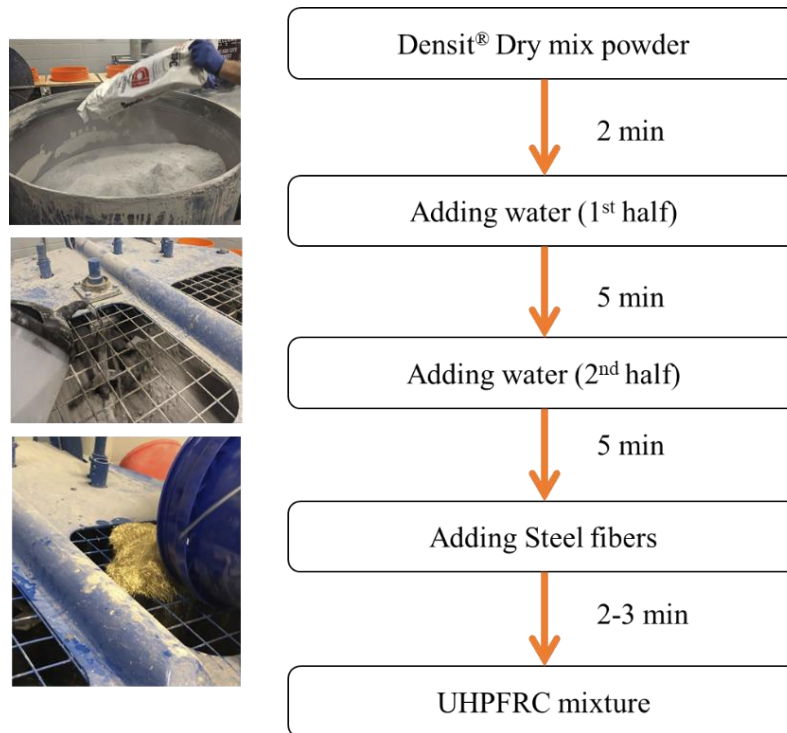 Densit® Dry mix powder
2 min
Adding water (1st half)
5 min
Adding water (2nd half)
5 min
Adding Steel fibers
2-3 min
UHPFRC mixture